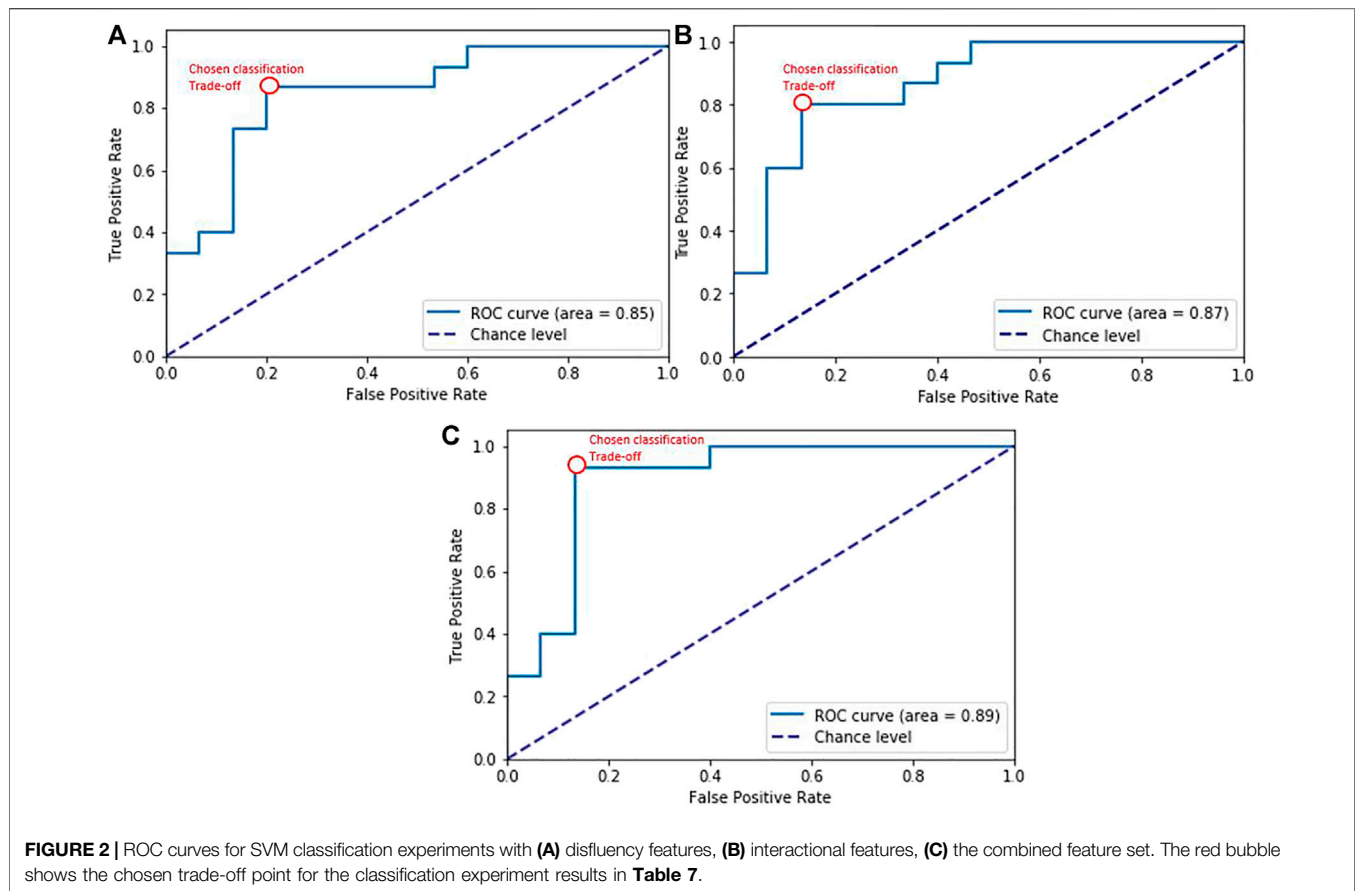 A
1.0
0.8
0.6
0.4
0.2
0.0
True Positive Rate
Chosen classification
Trade-off
ROC curve (area = 0.85)
Chance level
0.0 0.2 0.4 0.6 0.8 1.0
False Positive Rate
B
1.0
0.8
0.6
0.4
0.2
0.0
True Positive Rate
Chosen classification
Trade-off
ROC curve (area = 0.87)
Chance level
0.0 0.2 0.4 0.6 0.8 1.0
False Positive Rate
C
1.0
0.8
0.6
0.4
0.2
0.0
True Positive Rate
Chosen classification
Trade-off
ROC curve (area = 0.89)
Chance level
0.0 0.2 0.4 0.6 0.8 1.0
False Positive Rate
FIGURE 2 | ROC curves for SVM classification experiments with (A) disfluency features, (B) interactional features, (C) the combined feature set. The red bubble
shows the chosen trade-off point for the classification experiment results in Table 7.